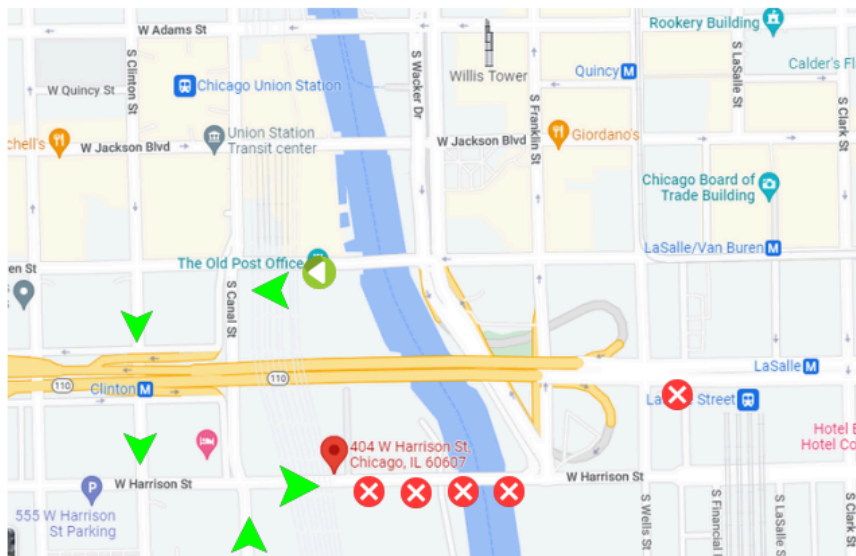 W Adams St
Rookery Building
S Clinton St
S Wacker Dr
Willis Tower
Quincy M
S LaSalle St
Calder's Fl
W Quincy St
Chicago Union Station
S Franklin St
S Clark St
chell's
W Jackson Blvd
Union Station
Transit center
Giordano's
Chicago Board of
Trade Building
LaSalle/Van Buren M
The Old Post Office
en St
S Canal St
LaSalle M
110
Clinton M
110
Street
404 W Harrison St,
Chicago, IL 60607
Hotel
Hotel Co
W Harrison St
W Harrison St
P
555 W Harrison
St Parking
S Wells St
S Financial
S LaSalle St
S Clark St